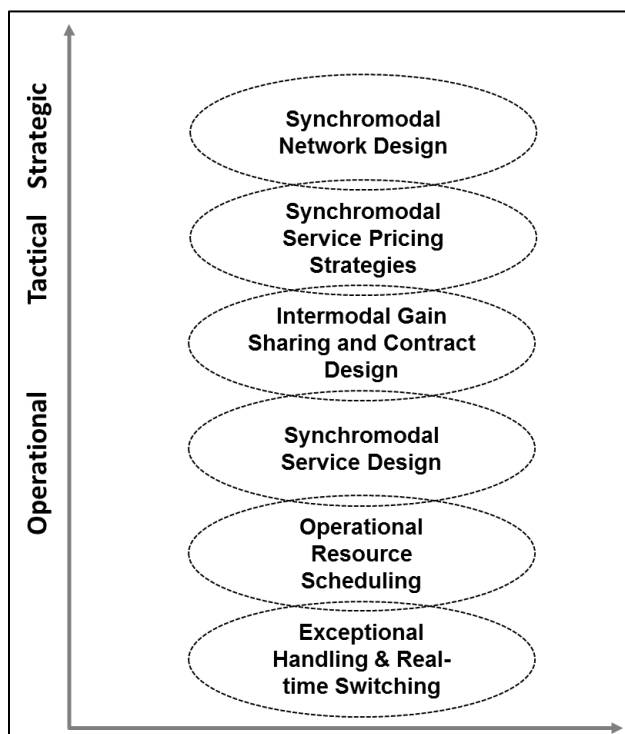 Strategic
Tactical
Operational
Synchromodal
Network Design
Synchromodal
Service Pricing
Strategies
Intermodal Gain
Sharing and Contract
Design
Synchromodal
Service Design
Operational
Resource
Scheduling
Exceptional
Handling & Real-
time Switching